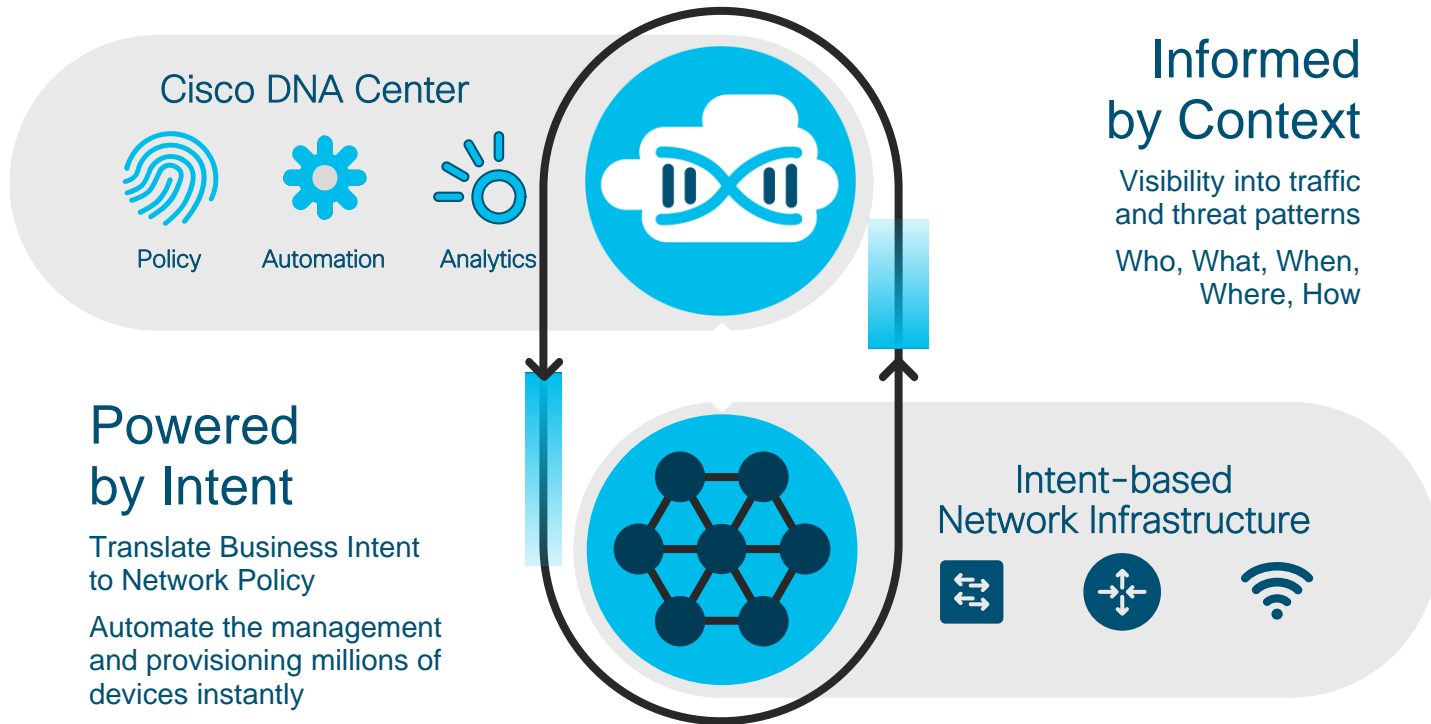 Cisco DNA Center
Policy
Automation
Analytics
Informed
by Context
Visibility into traffic
and threat patterns
Who, What, When,
Where, How
Powered
by Intent
Translate Business Intent
to Network Policy
Automate the management
and provisioning millions of
devices instantly
Intent-based
Network Infrastructure